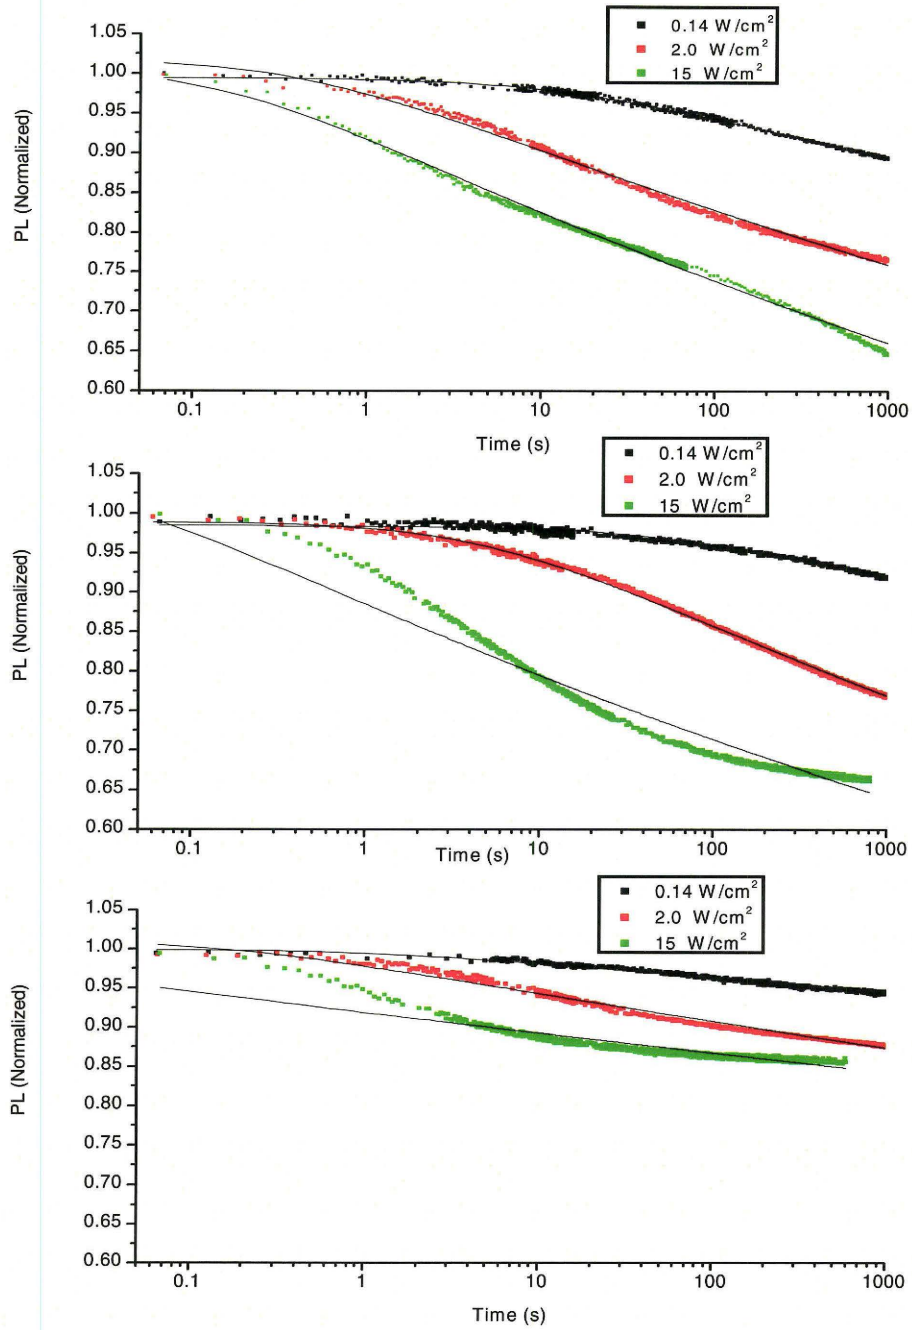 0.14 W/cm²
2.0 W/cm²
15 W/cm²
1.05
1.00
0.95
0.90
0.85
0.80
0.75
0.70
0.65
0.60
PL (Normalized)
0.1 1 10 100 1000
Time (s)
0.14 W/cm²
2.0 W/cm²
15 W/cm²
1.05
1.00
0.95
0.90
0.85
0.80
0.75
0.70
0.65
0.60
PL (Normalized)
0.1 1 10 100 1000
Time (s)
0.14 W/cm²
2.0 W/cm²
15 W/cm²
1.05
1.00
0.95
0.90
0.85
0.80
0.75
0.70
0.65
0.60
PL (Normalized)
0.1 1 10 100 1000
Time (s)